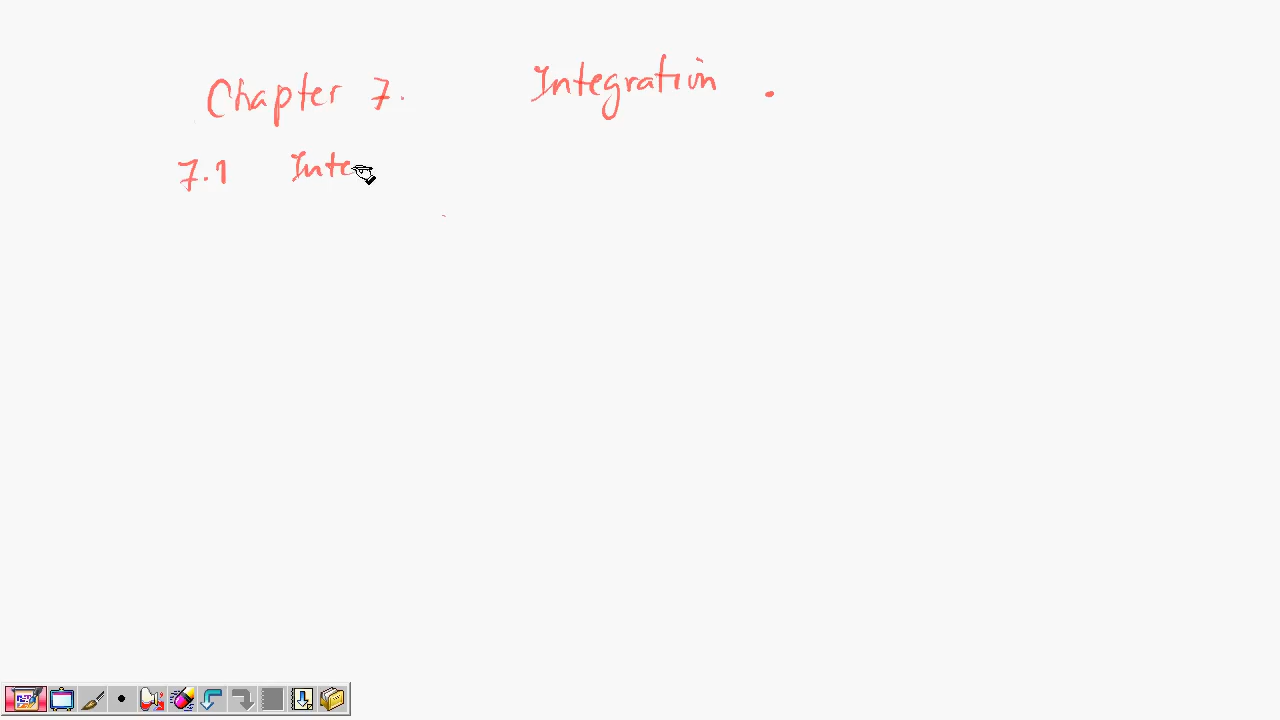 Chapter 7. Integration .
7.1 Inte